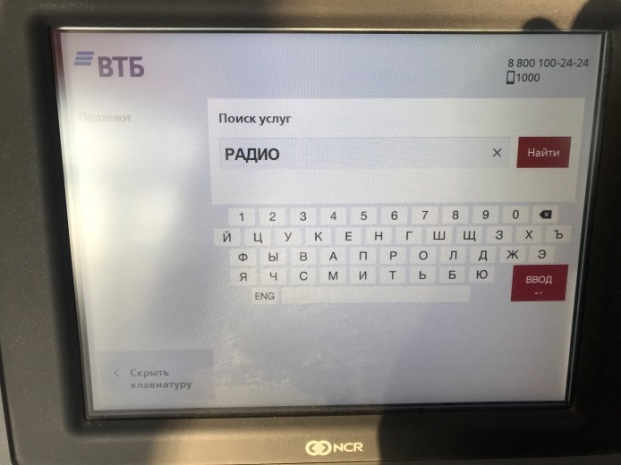 ВТБ
8 800 100-24-24
1000
Платежи
Поиск услуг
РАДИО ×
Найти
1 2 3 4 5 6 7 8 9 0
Й Ц У К Е Н Г Ш Щ З Х Ъ
Ф Ы В А П Р О Л Д Ж Э
Я Ч С М И Т Ь Б Ю
ВВОД
ENG
Скрыть
клавиатуру
NCR